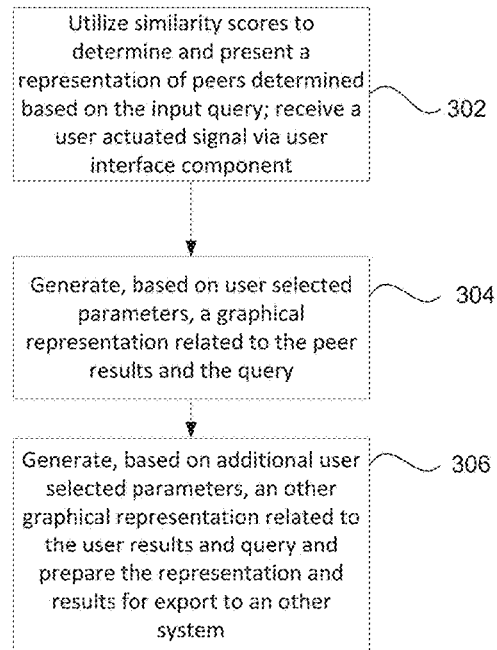 Utilize similarity scores to
determine and present a
representation of peers determined
based on the input query; receive a
user actuated signal via user
interface component
302
Generate, based on user selected
parameters, a graphical
representation related to the peer
results and the query
304
Generate, based on additional user
selected parameters, an other
graphical representation related to
the user results and query and
prepare the representation and
results for export to an other
system
306